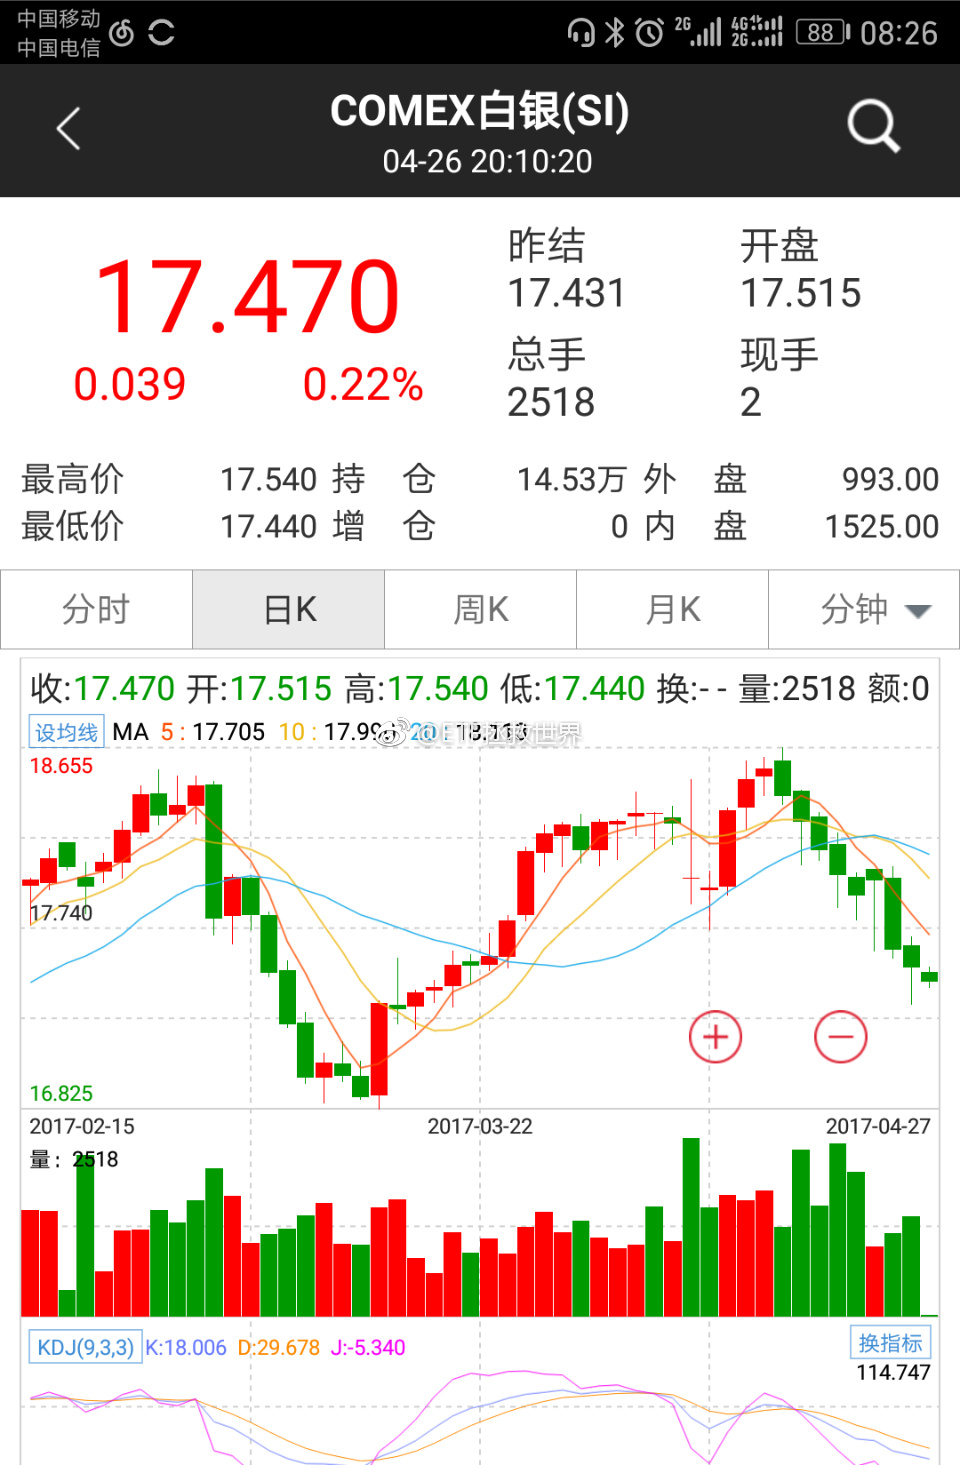 中国移动
中国电信
2G 4G 2G 88 08:26
COMEX白银(SI)
04-26 20:10:20
17.470
0.039 0.22%
昨结 开盘
17.431 17.515
总手 现手
2518 2
最高价 17.540 持仓 14.53万 外盘 993.00
最低价 17.440 增仓 0 内盘 1525.00
分时 日K 周K 月K 分钟
收:17.470 开:17.515 高:17.540 低:17.440 换:-- 量:2518 额:0
设均线 MA 5:17.705 10:17.99 20: 18.113
18.655
17.740
16.825
2017-02-15 2017-03-22 2017-04-27
量: 2518
KDJ(9,3,3) K:18.006 D:29.678 J:-5.340 换指标
114.747